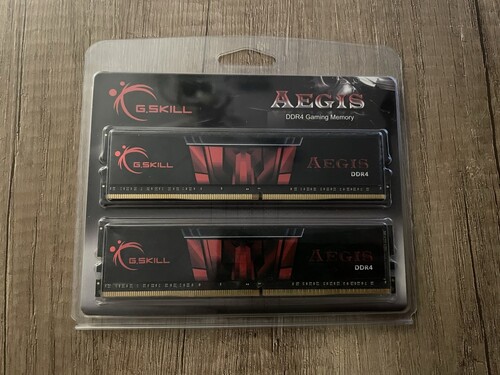 G.SKILL
AEGIS
DDR4 Gaming Memory
G.SKILL
AEGIS
DDR4
G.SKILL
AEGIS
DDR4